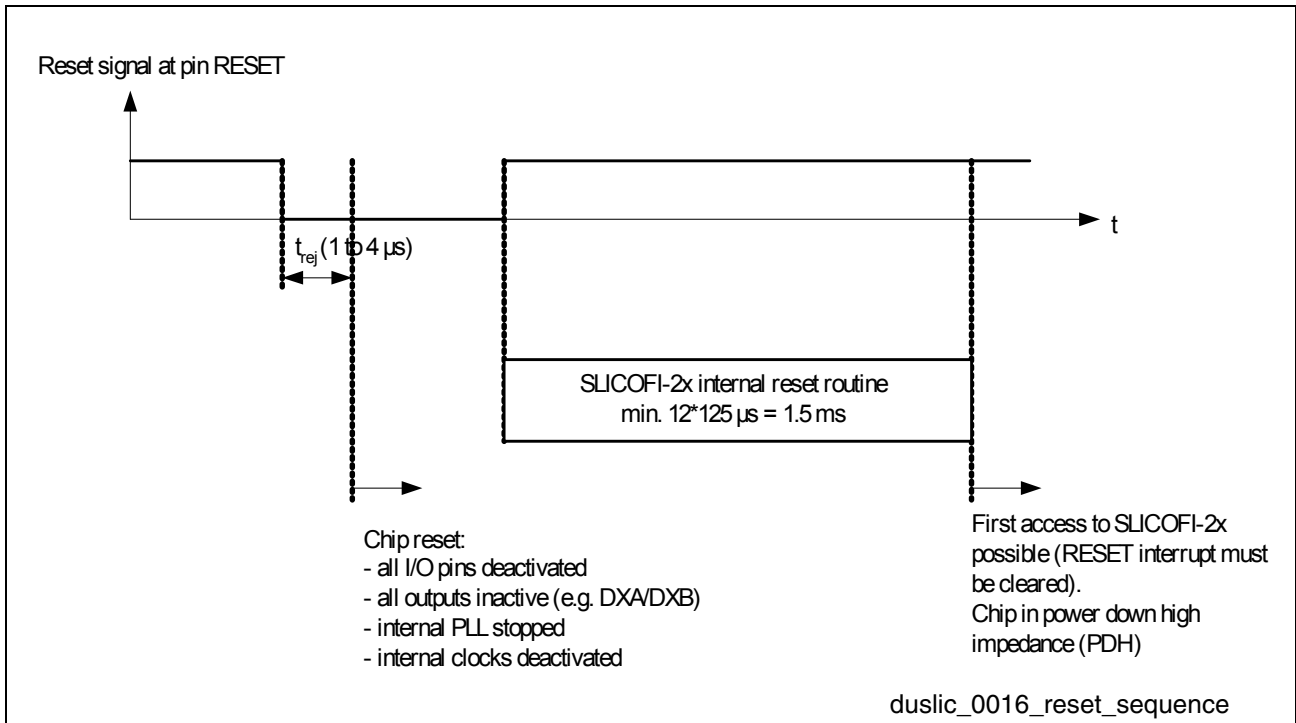 Reset signal at pin RESET
t
trej (1 to 4 µs)
SLICOFI-2x internal reset routine
min. 12*125 µs = 1.5 ms
Chip reset:
- all I/O pins deactivated
- all outputs inactive (e.g. DXA/DXB)
- internal PLL stopped
- internal clocks deactivated
First access to SLICOFI-2x
possible (RESET interrupt must
be cleared).
Chip in power down high
impedance (PDH)
duslic_0016_reset_sequence